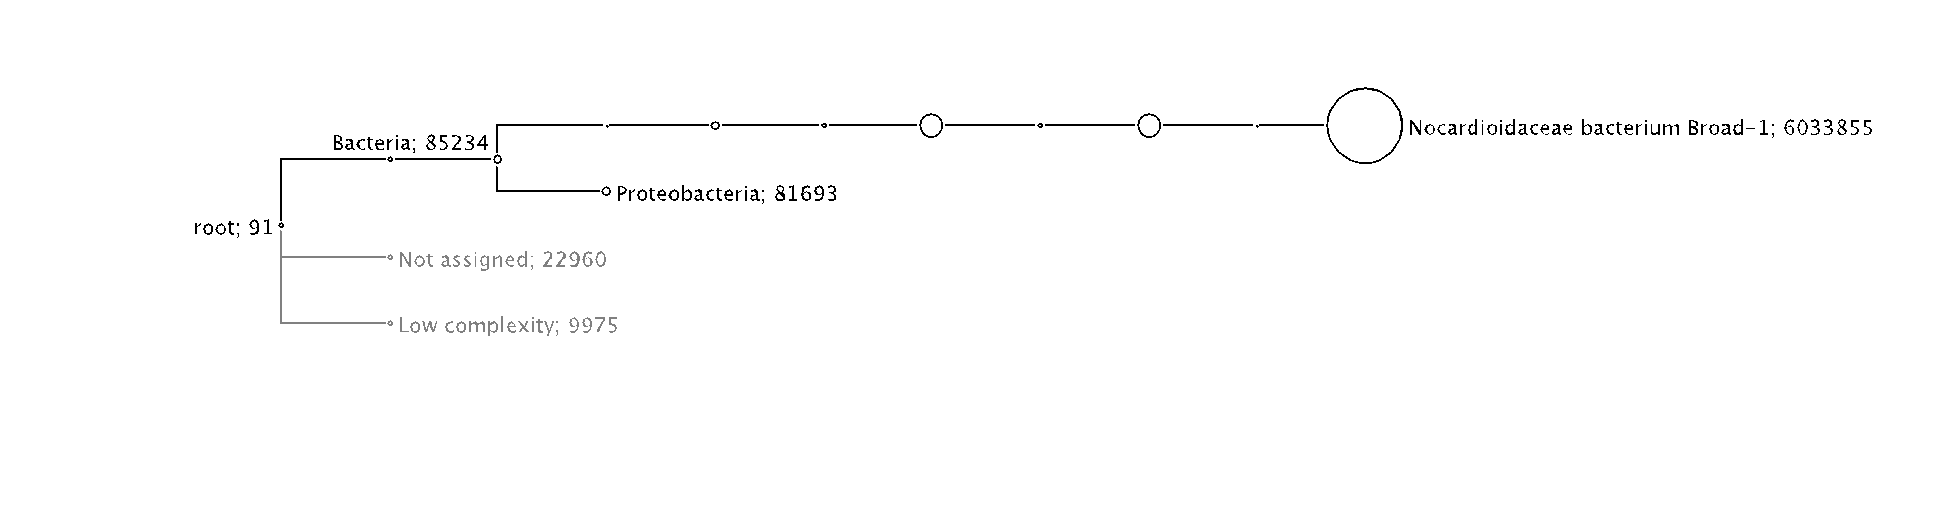 Nocardioidaceae bacterium Broad-1; 6033855
Bacteria; 85234
Proteobacteria; 81693
root; 91
Not assigned; 22960
Low complexity; 9975